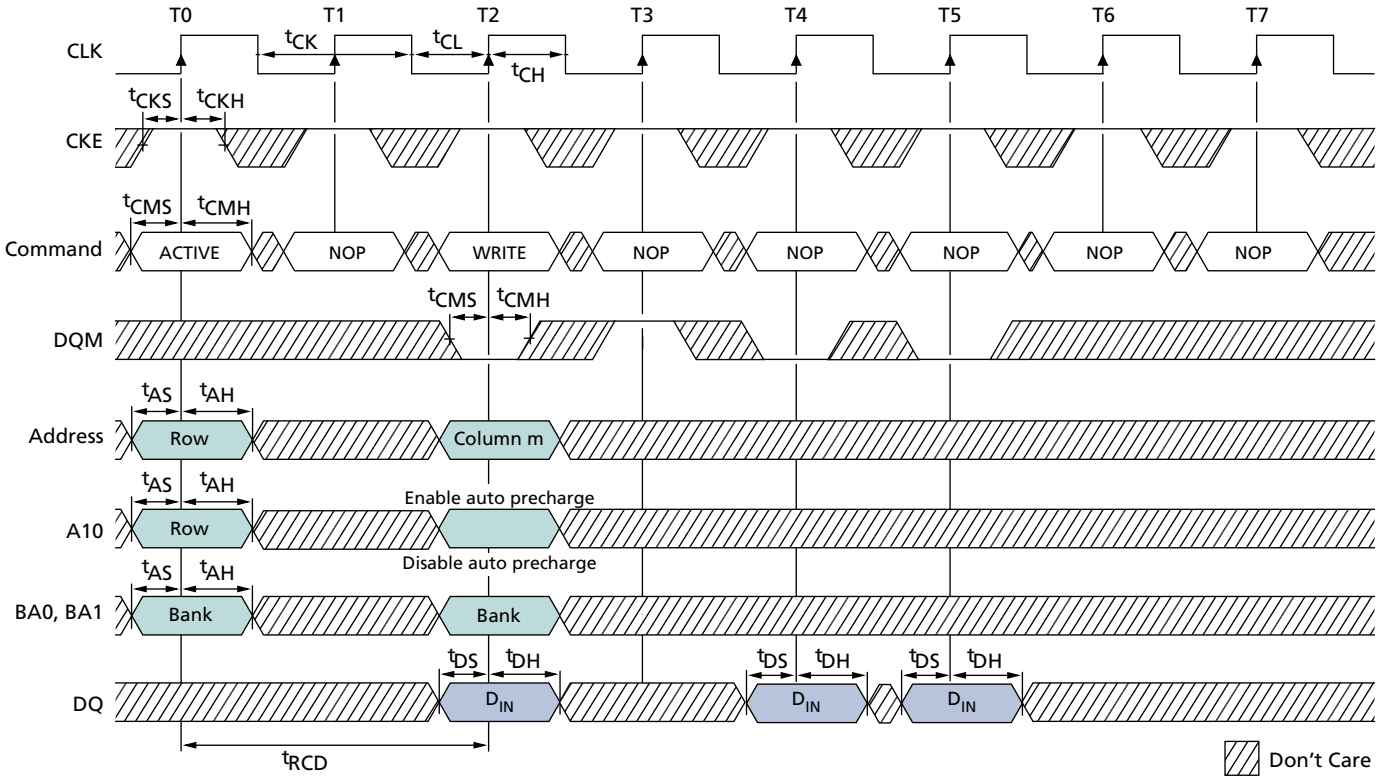 T0 T1 T2 T3 T4 T5 T6 T7
CLK
tCK tCL
tCH
tCKS tCKH
CKE
tCMS tCMH
Command ACTIVE NOP WRITE NOP NOP NOP NOP NOP
tCMS tCMH
DQM
tAS tAH
Address Row Column m
tAS tAH
Enable auto precharge
A10 Row
Disable auto precharge
tAS tAH
BA0, BA1 Bank Bank
tDS tDH tDS tDH tDS tDH
DQ DIN DIN DIN
tRCD
Don't Care